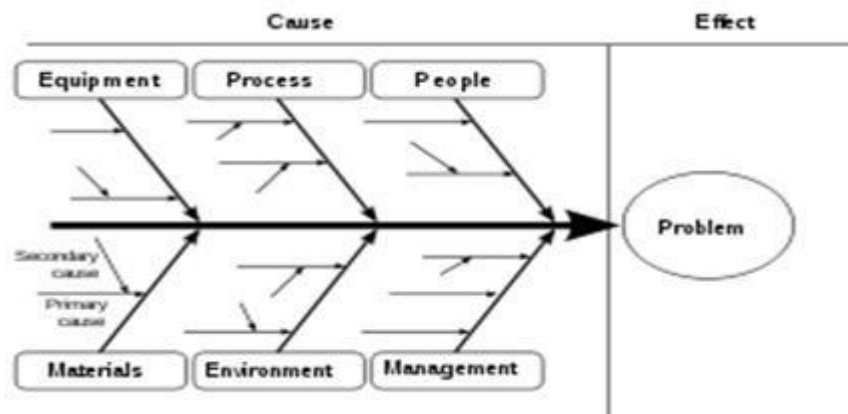 Cause
Effect
Equipment
Process
People
Problem
Secondary
cause
Primary
cause
Materials
Environment
Management